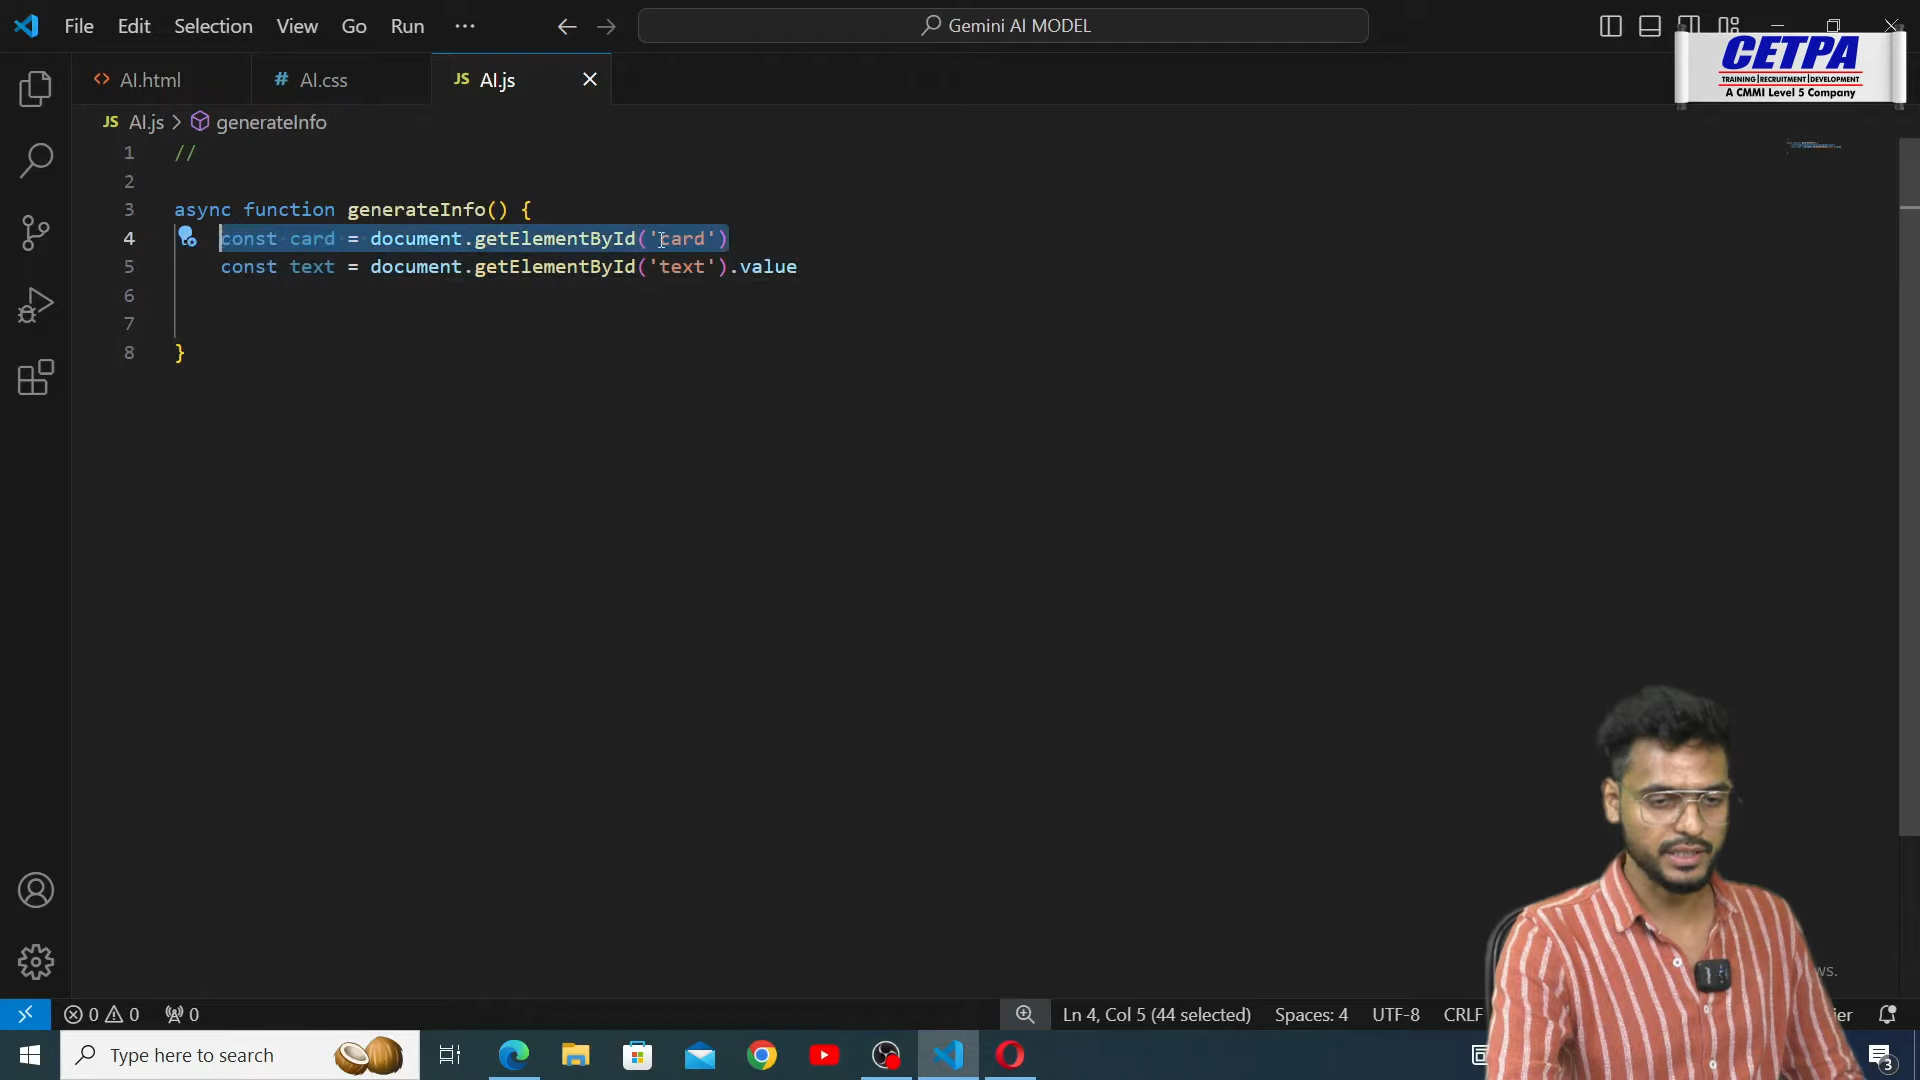 File Edit Selection View Go Run ··· Gemini AI MODEL
CETPA
TRAINING|RECRUITMENT|DEVELOPMENT
A CMMI Level 5 Company
AI.html # AI.css JS AI.js
JS AI.js > generateInfo
1 //
2
3 async function generateInfo() {
4 const card = document.getElementById('card')
5 const text = document.getElementById('text').value
6
7
8 }
ws.
0 0 0 Ln 4, Col 5 (44 selected) Spaces: 4 UTF-8 CRLF
Type here to search
3